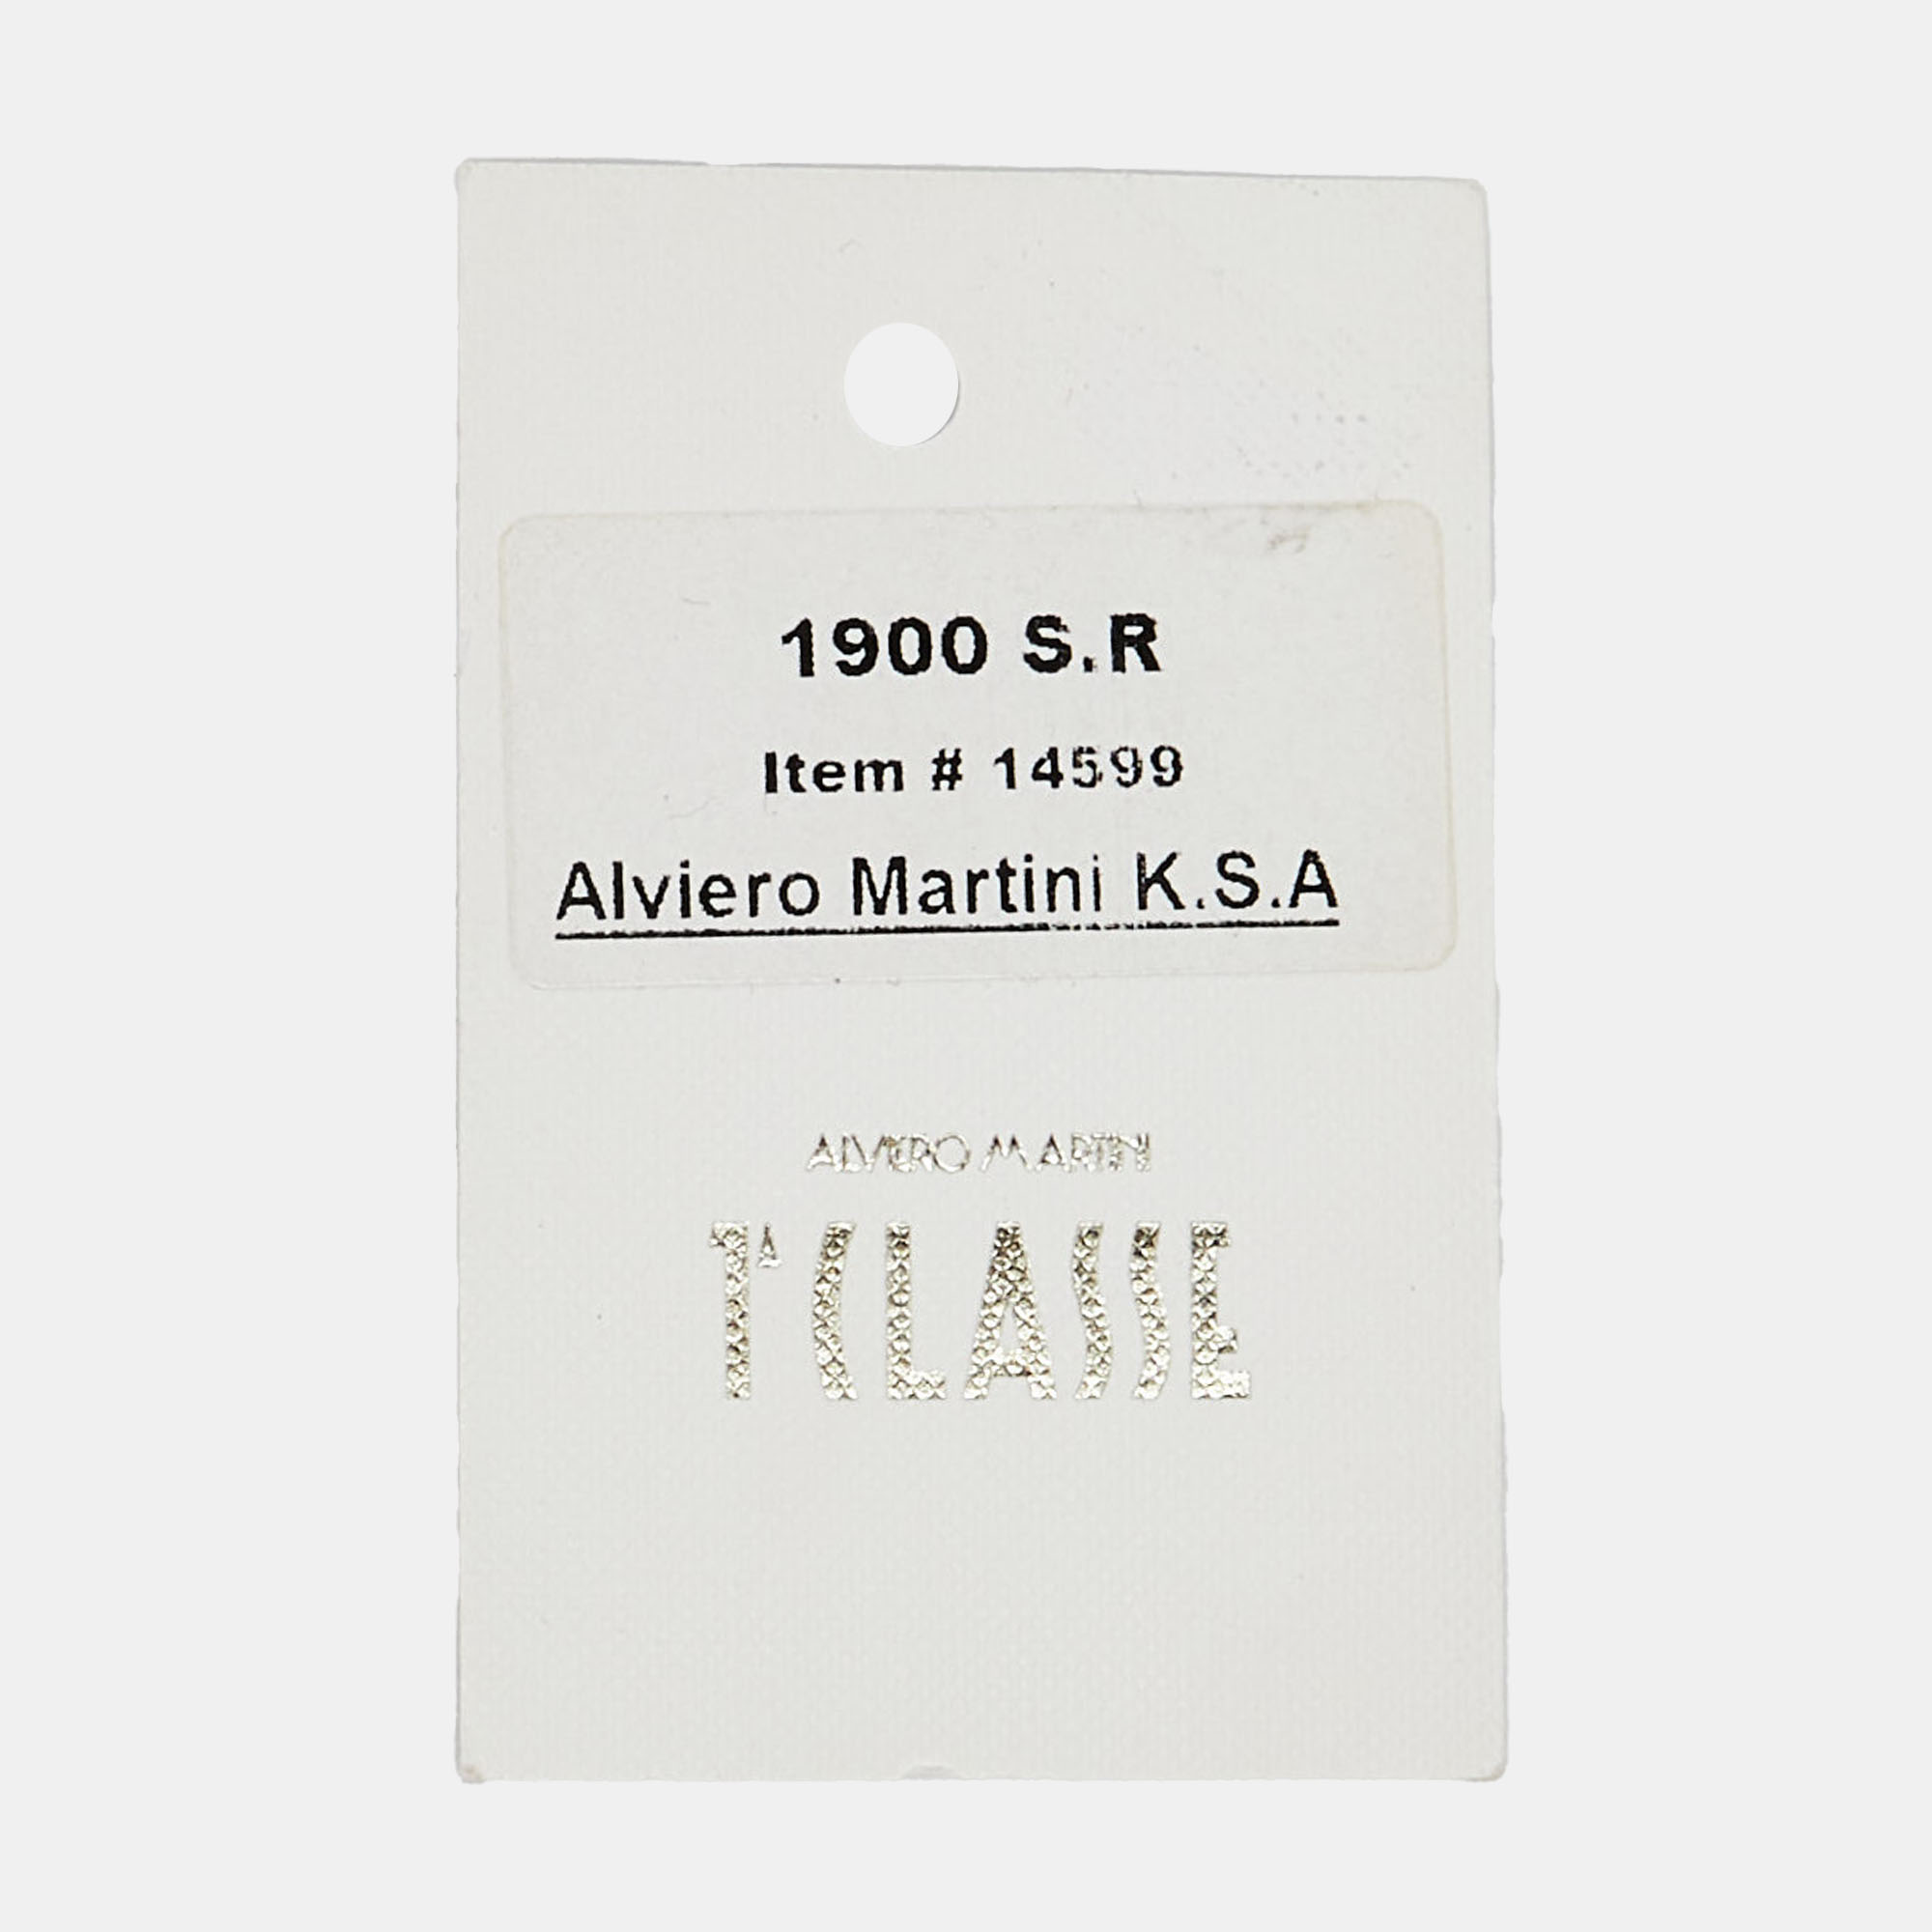 1900 S.R
Item # 14599
Alviero Martini K.S.A
ALVIERO MARTINI
1A CLASSE